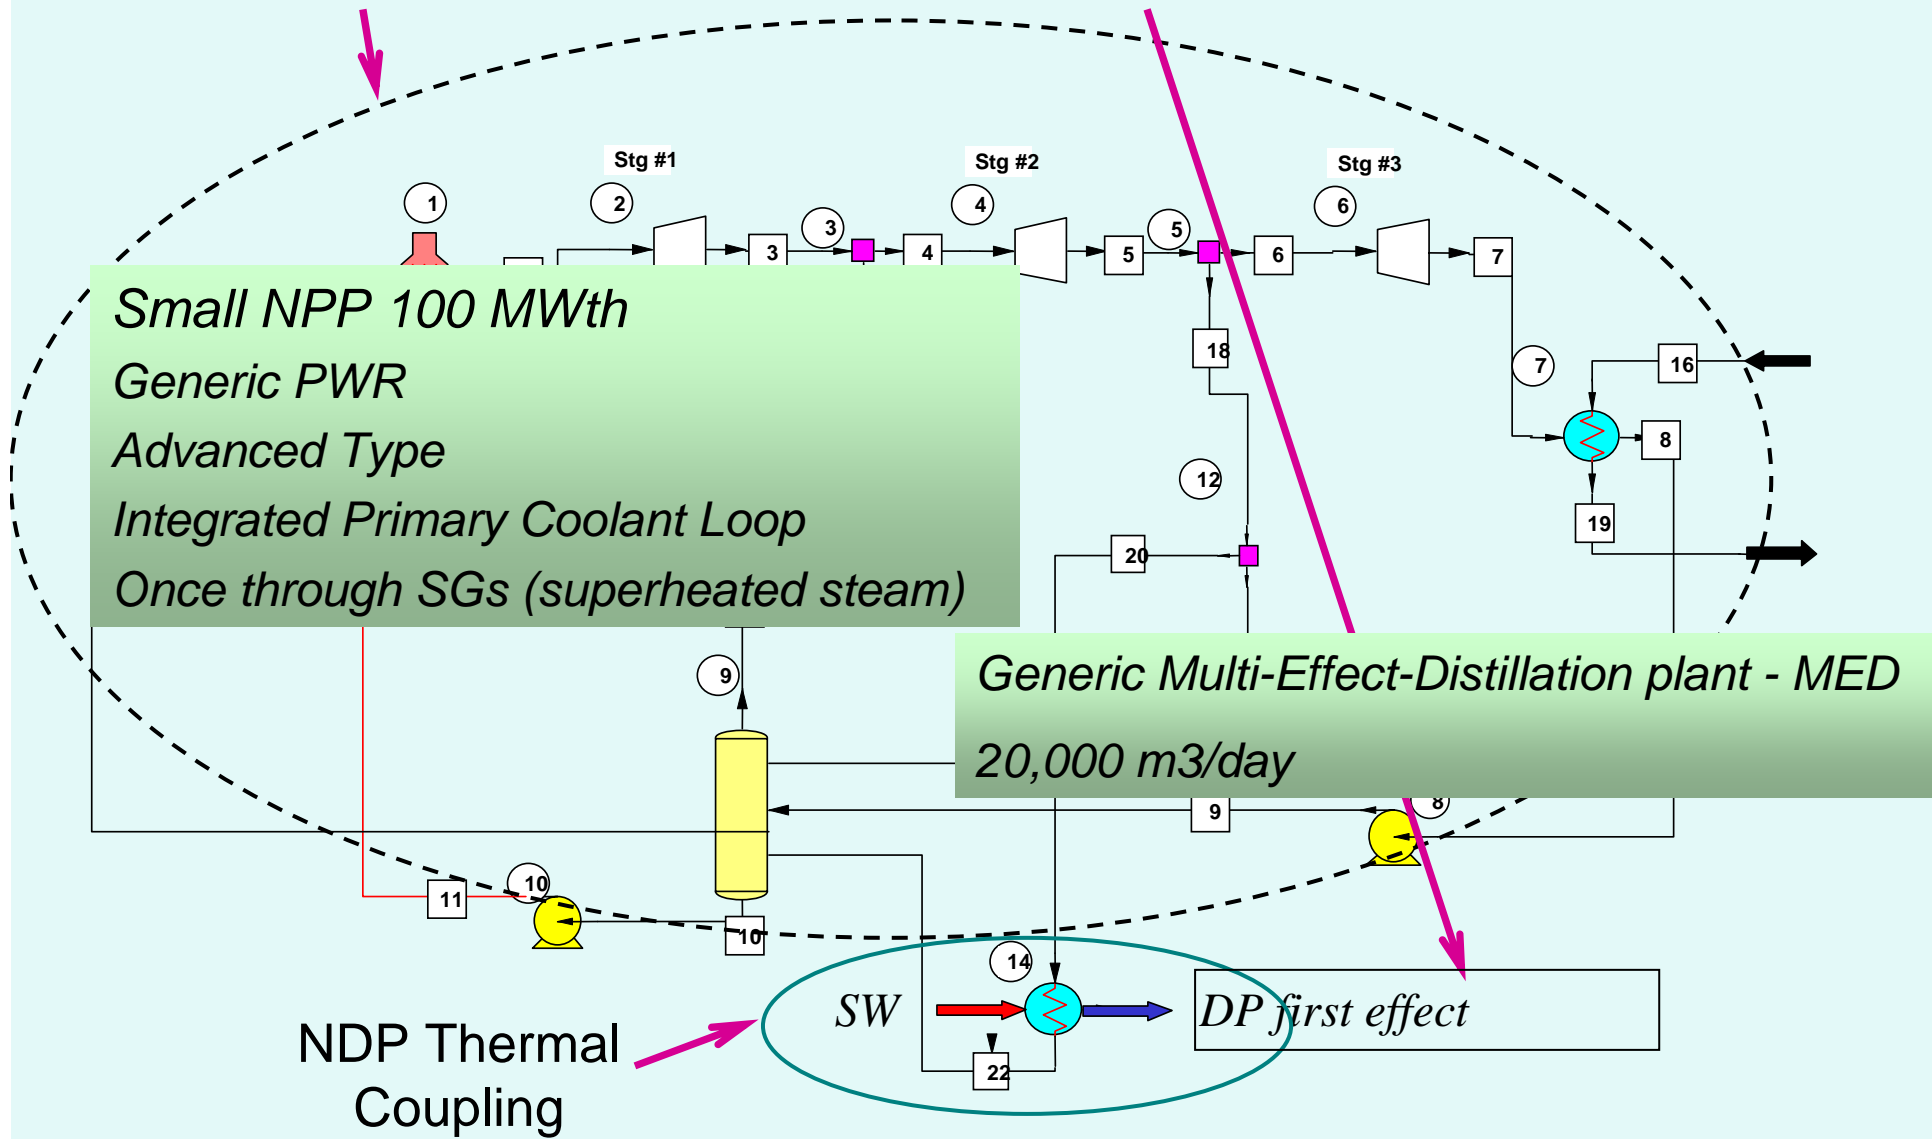 Stg #1
Stg #2
Stg #3
1
2
3
4
5
6
3
4
5
6
7
Small NPP 100 MWth
Generic PWR
Advanced Type
Integrated Primary Coolant Loop
Once through SGs (superheated steam)
18
7
16
8
12
19
20
9
Generic Multi-Effect-Distillation plant - MED
20,000 m3/day
9
8
10
11
10
14
SW
DP first effect
NDP Thermal
Coupling
22